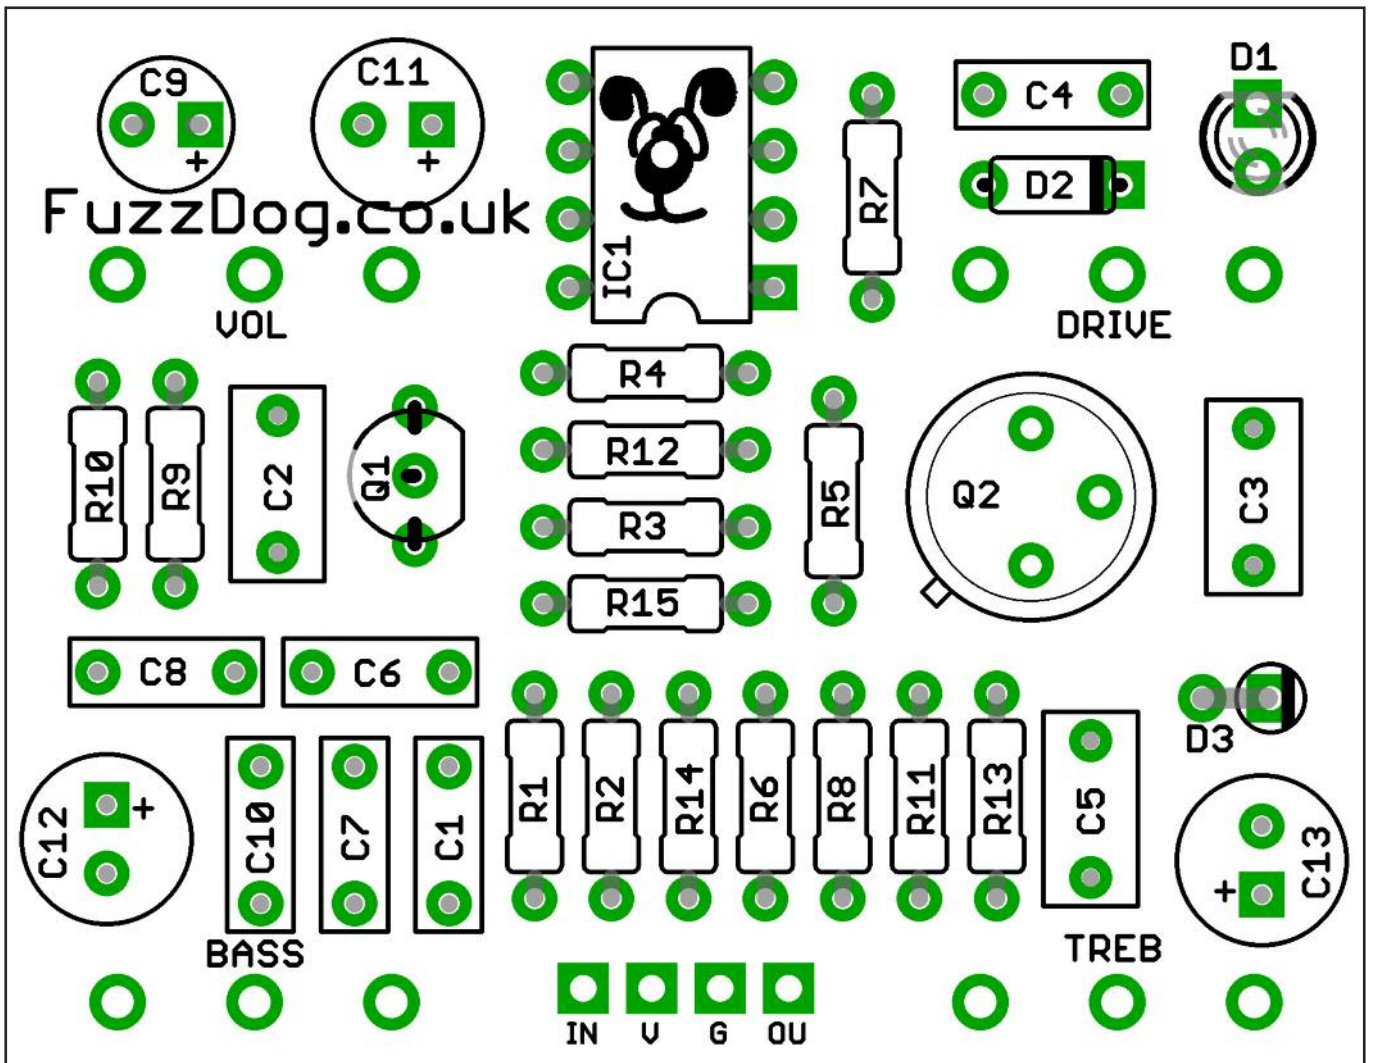 C9
+
C11
+
FuzzDog.co.uk
IC1
R7
C4
D2
D1
VOL
DRIVE
R10
R9
C2
Q1
R4
R12
R3
R15
R5
Q2
C3
C8
C6
D3
C12
+
C10
C7
C1
R1
R2
R14
R6
R8
R11
R13
C5
C13
+
BASS
TREB
IN V G OU